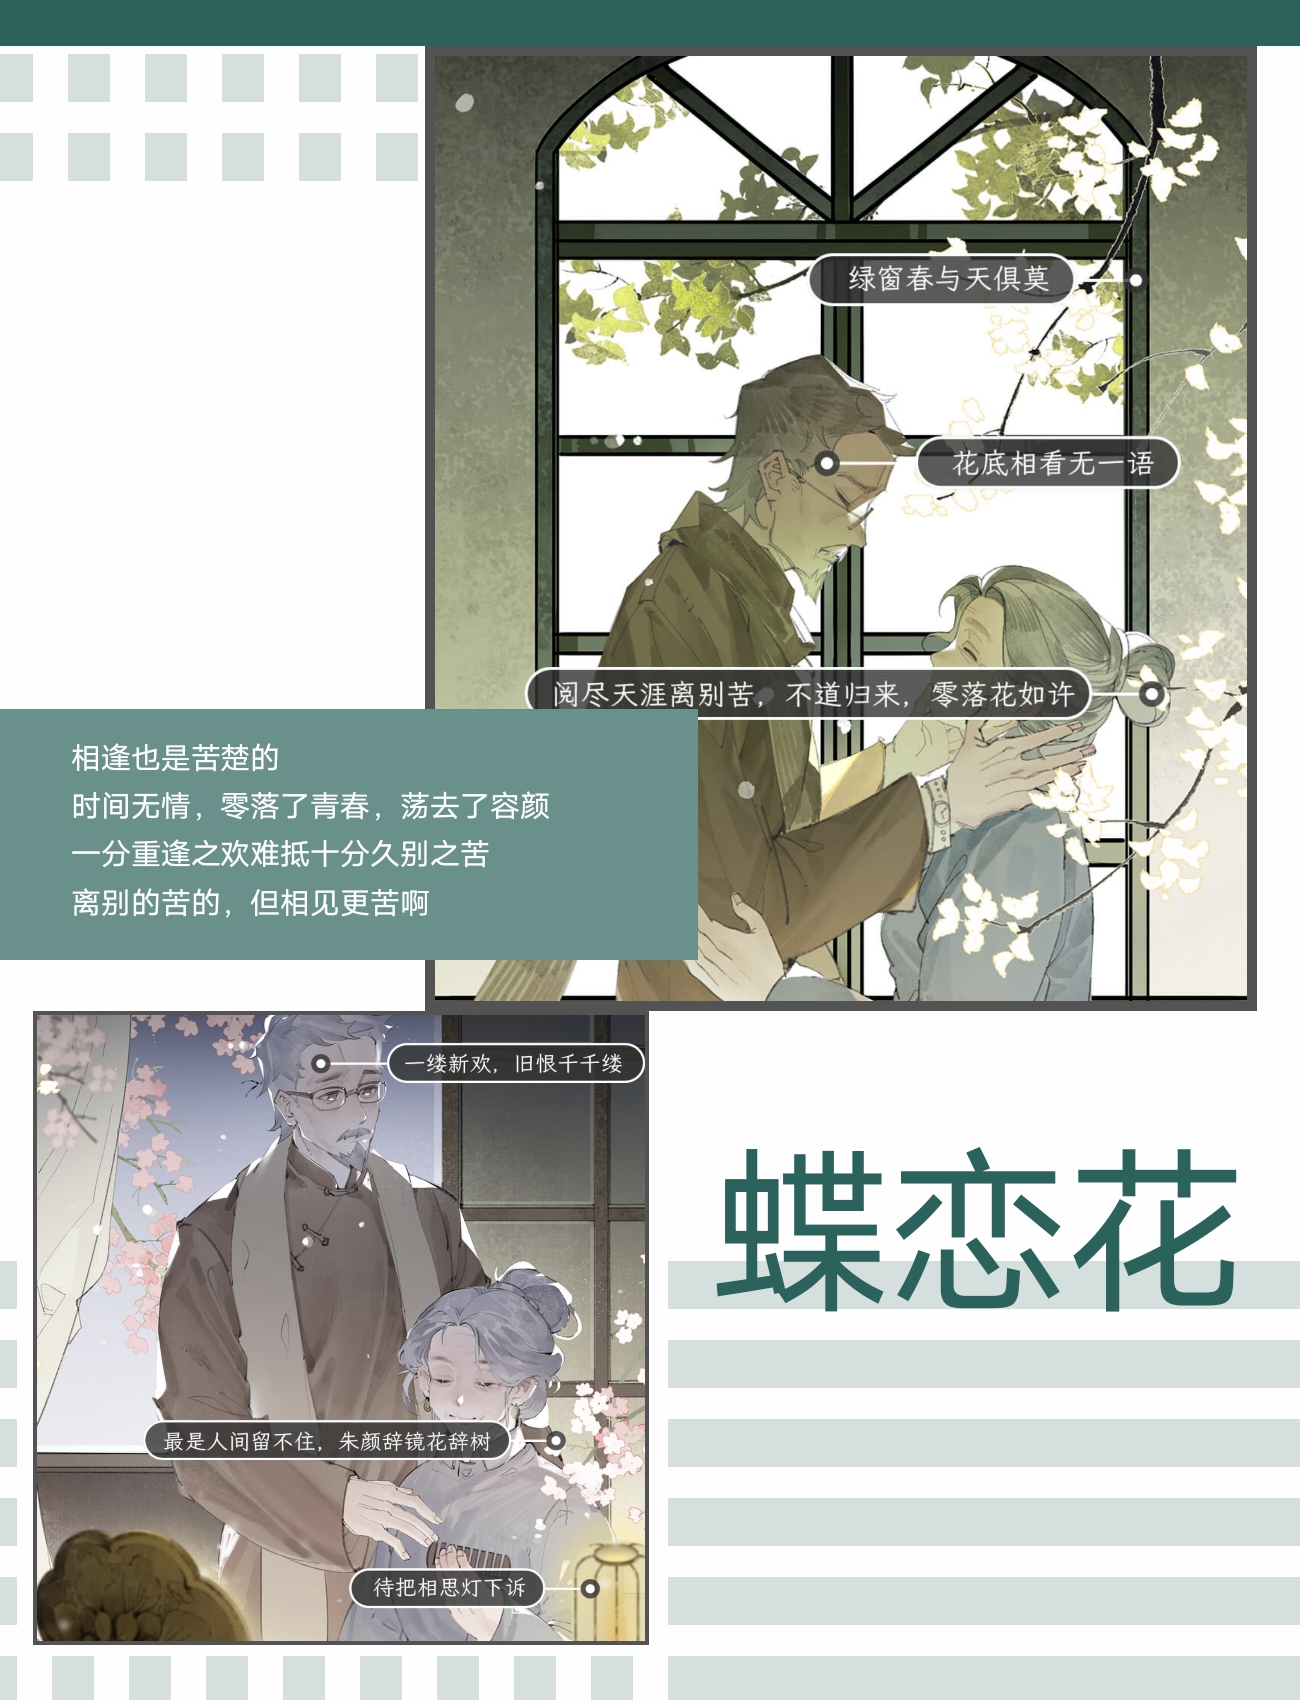 绿窗春与天俱莫
花底相看无一语
阅尽天涯离别苦，不道归来，零落花如许
相逢也是苦楚的
时间无情，零落了青春，荡去了容颜
一分重逢之欢难抵十分久别之苦
离别的苦的，但相见更苦啊
一缕新欢，旧恨千千缕
蝶恋花
最是人间留不住，朱颜辞镜花辞树
待把相思灯下诉